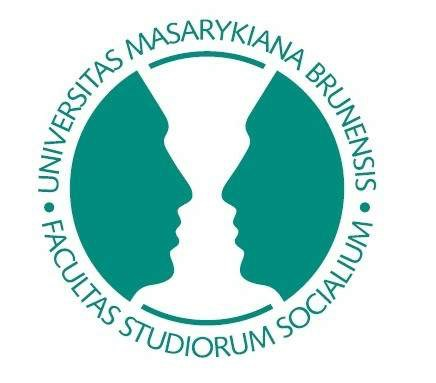 UNIVERSITAS MASARYKIANA BRUNENSIS
• FACULTAS STUDIORUM SOCIALIUM •